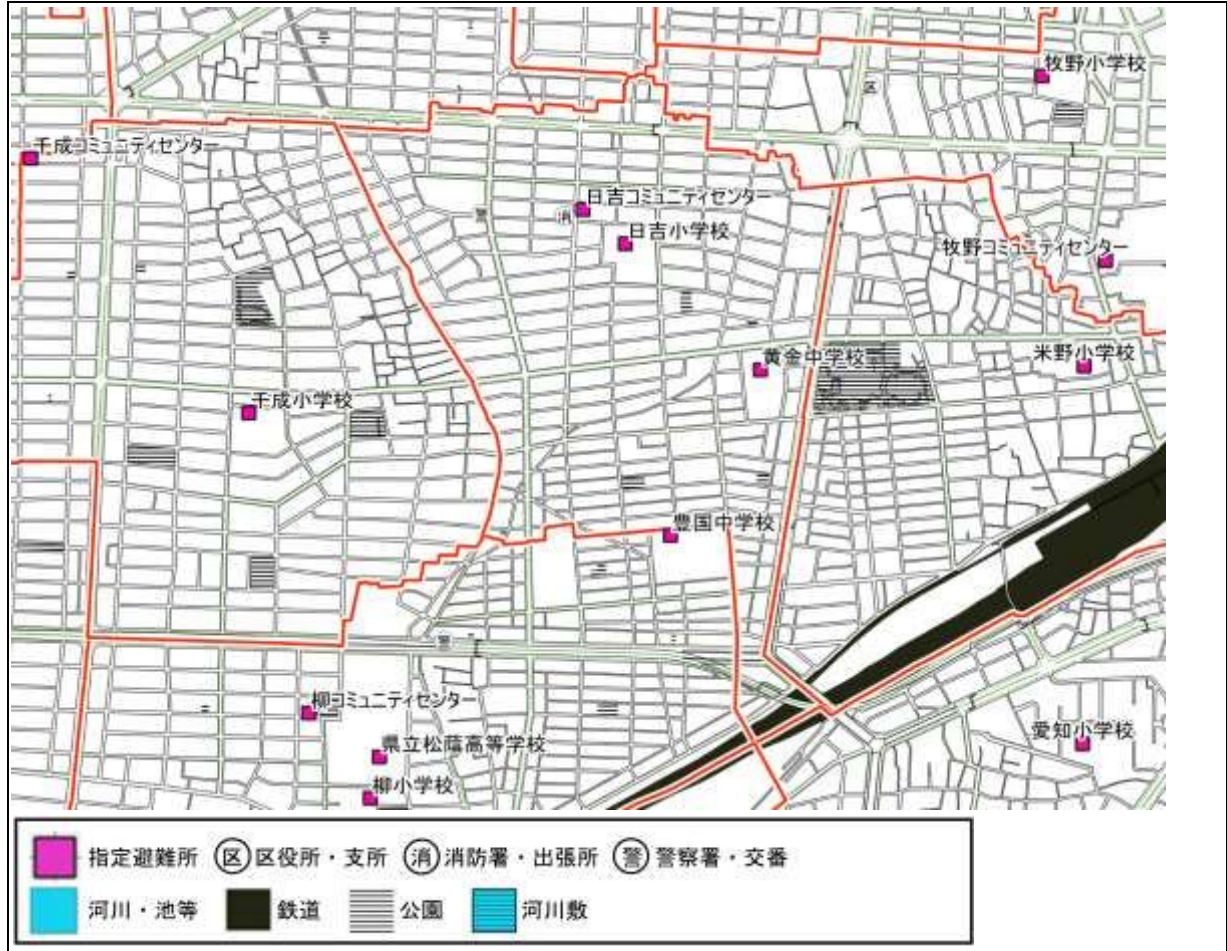 牧野小学校
区
千成コミュニティセンター
日吉コミュニティセンター
警
消
日吉小学校
牧野コミュニティセンター
黄金中学校
米野小学校
千成小学校
豊国中学校
警
柳コミュニティセンター
県立松蔭高等学校
愛知小学校
柳小学校
指定避難所 区 区役所・支所 消 消防署・出張所 警 警察署・交番
河川・池等 鉄道 公園 河川敷